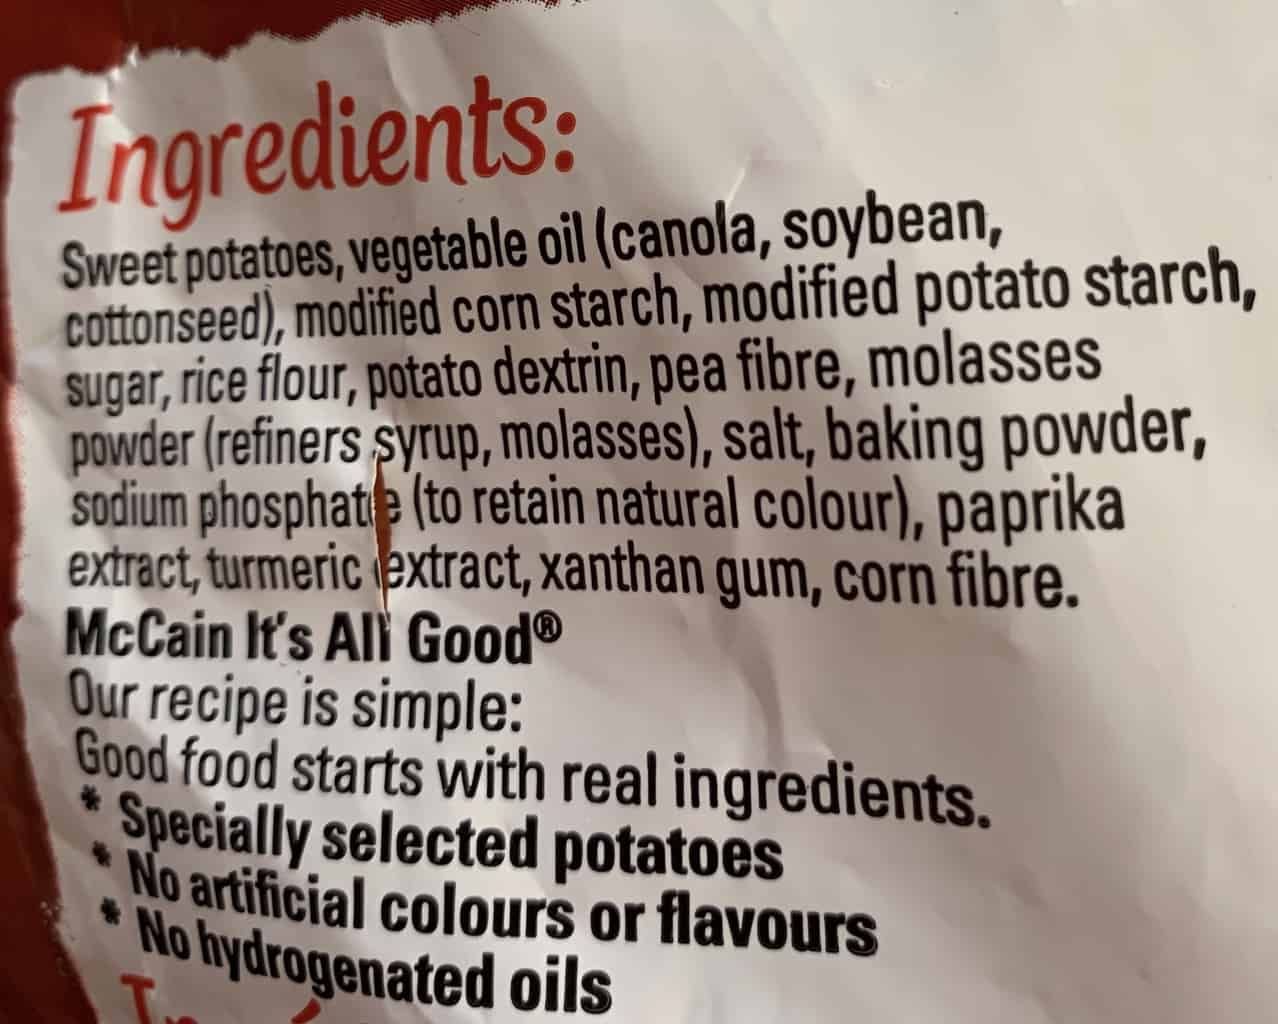 Ingredients:
Sweet potatoes, vegetable oil (canola, soybean,
cottonseed), modified corn starch, modified potato starch,
sugar, rice flour, potato dextrin, pea fibre, molasses
powder (refiners syrup, molasses), salt, baking powder,
sodium phosphate (to retain natural colour), paprika
extract, turmeric extract, xanthan gum, corn fibre.
McCain It's All Good®
Our recipe is simple:
Good food starts with real ingredients.
* Specially selected potatoes
* No artificial colours or flavours
* No hydrogenated oils